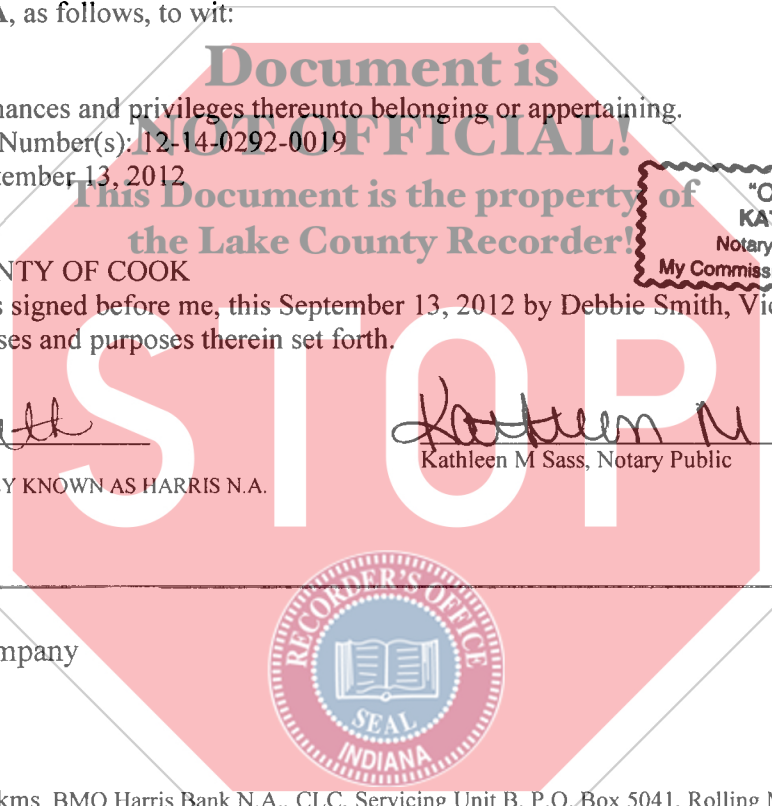 A, as follows, to wit:
Document is
nances and privileges thereunto belonging or appertaining.
Number(s): 12-14-0292-0019
NOT OFFICIAL!
tember 13, 2012
This Document is the property of
the Lake County Recorder!
"O
KA
Notary
My Commiss
NTY OF COOK
s signed before me, this September 13, 2012 by Debbie Smith, Vic
ses and purposes therein set forth.
STOP
Kathleen M
Kathleen M Sass, Notary Public
Y KNOWN AS HARRIS N.A.
RECORDER'S OFFICE
SEAL
INDIANA
mpany
kms, BMO Harris Bank N.A., CLC, Servicing Unit B, P.O. Box 5041, Rolling M